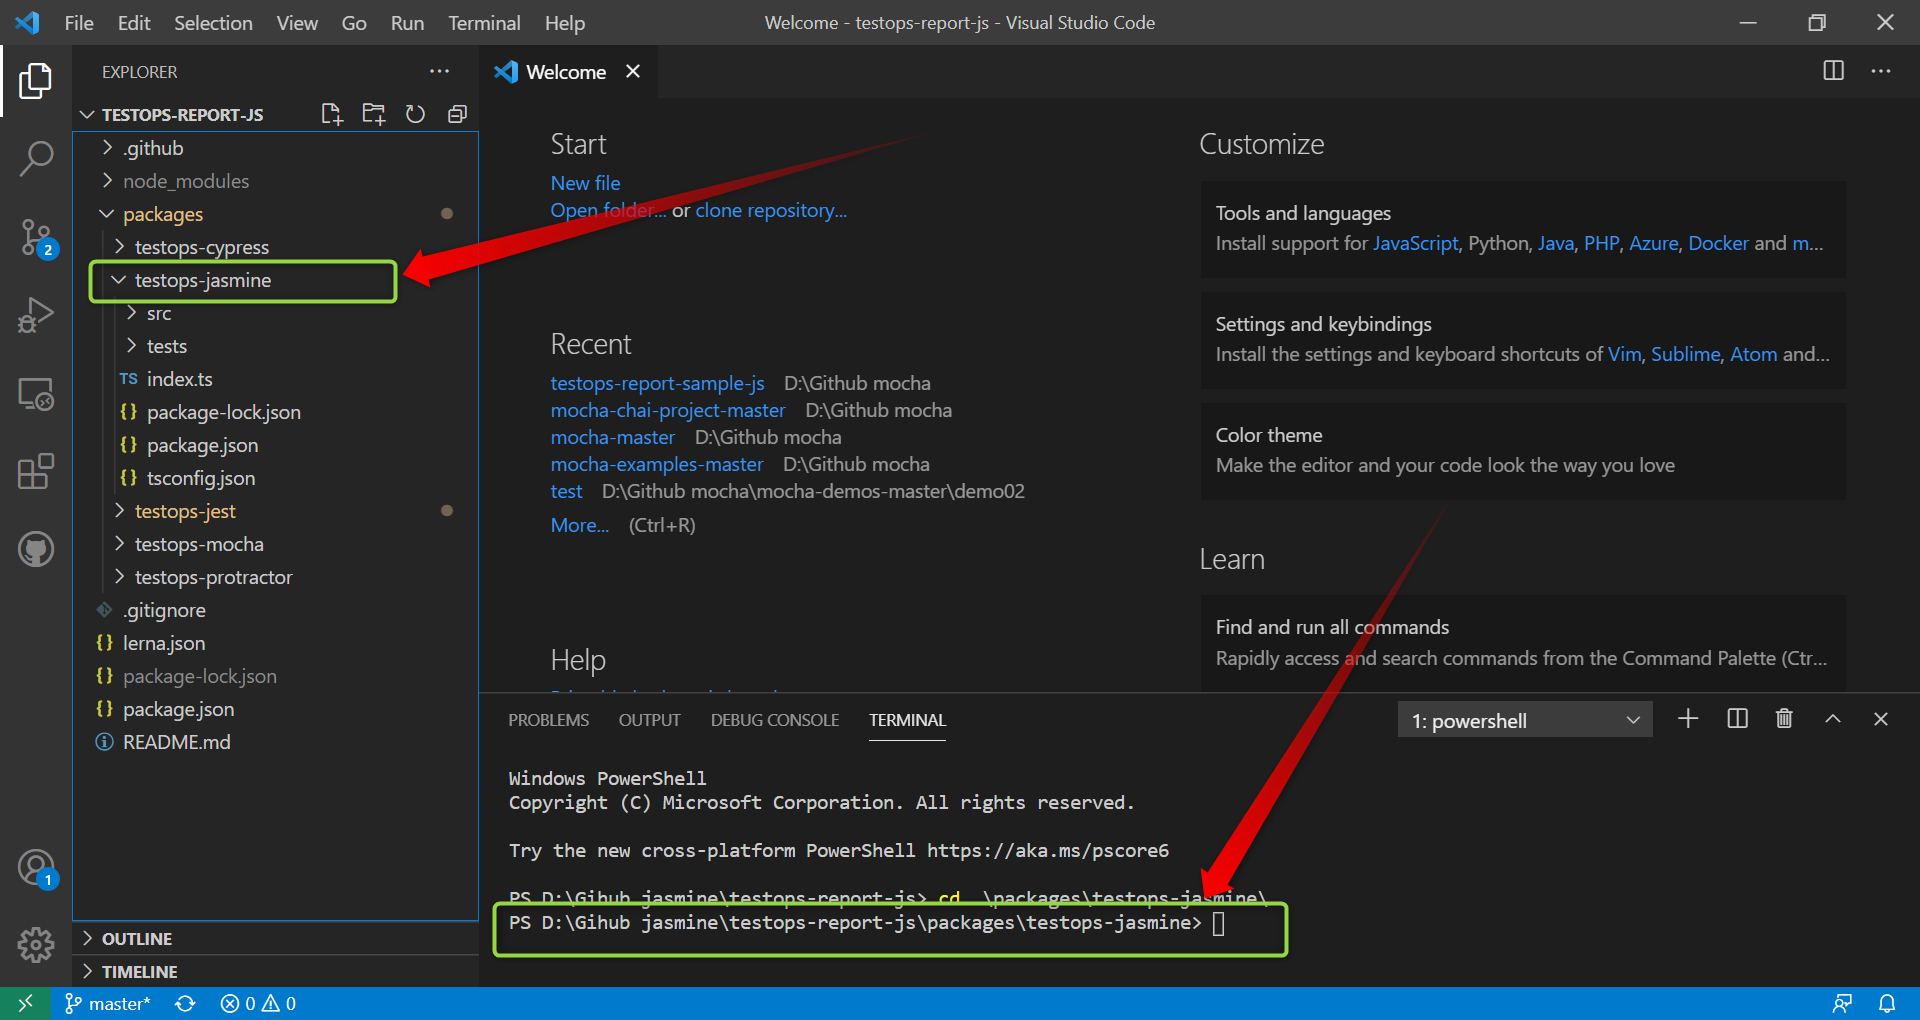 File Edit Selection View Go Run Terminal Help
Welcome - testops-report-js - Visual Studio Code
EXPLORER
TESTOPS-REPORT-JS
.github
node_modules
packages
testops-cypress
testops-jasmine
src
tests
TS index.ts
{} package-lock.json
{} package.json
{} tsconfig.json
testops-jest
testops-mocha
testops-protractor
.gitignore
{} lerna.json
{} package-lock.json
{} package.json
README.md
OUTLINE
TIMELINE
2
1
Welcome
Start
New file
Open folder... or clone repository...
Recent
testops-report-sample-js D:\Github mocha
mocha-chai-project-master D:\Github mocha
mocha-master D:\Github mocha
mocha-examples-master D:\Github mocha
test D:\Github mocha\mocha-demos-master\demo02
More... (Ctrl+R)
Help
Customize
Tools and languages
Install support for JavaScript, Python, Java, PHP, Azure, Docker and m...
Settings and keybindings
Install the settings and keyboard shortcuts of Vim, Sublime, Atom and...
Color theme
Make the editor and your code look the way you love
Learn
Find and run all commands
Rapidly access and search commands from the Command Palette (Ctr...
PROBLEMS OUTPUT DEBUG CONSOLE TERMINAL
1: powershell
Windows PowerShell
Copyright (C) Microsoft Corporation. All rights reserved.
Try the new cross-platform PowerShell https://aka.ms/pscore6
PS D:\Gihub jasmine\testops-report-js> cd .\packages\testops-jasmine\
PS D:\Gihub jasmine\testops-report-js\packages\testops-jasmine>
master* 0 0